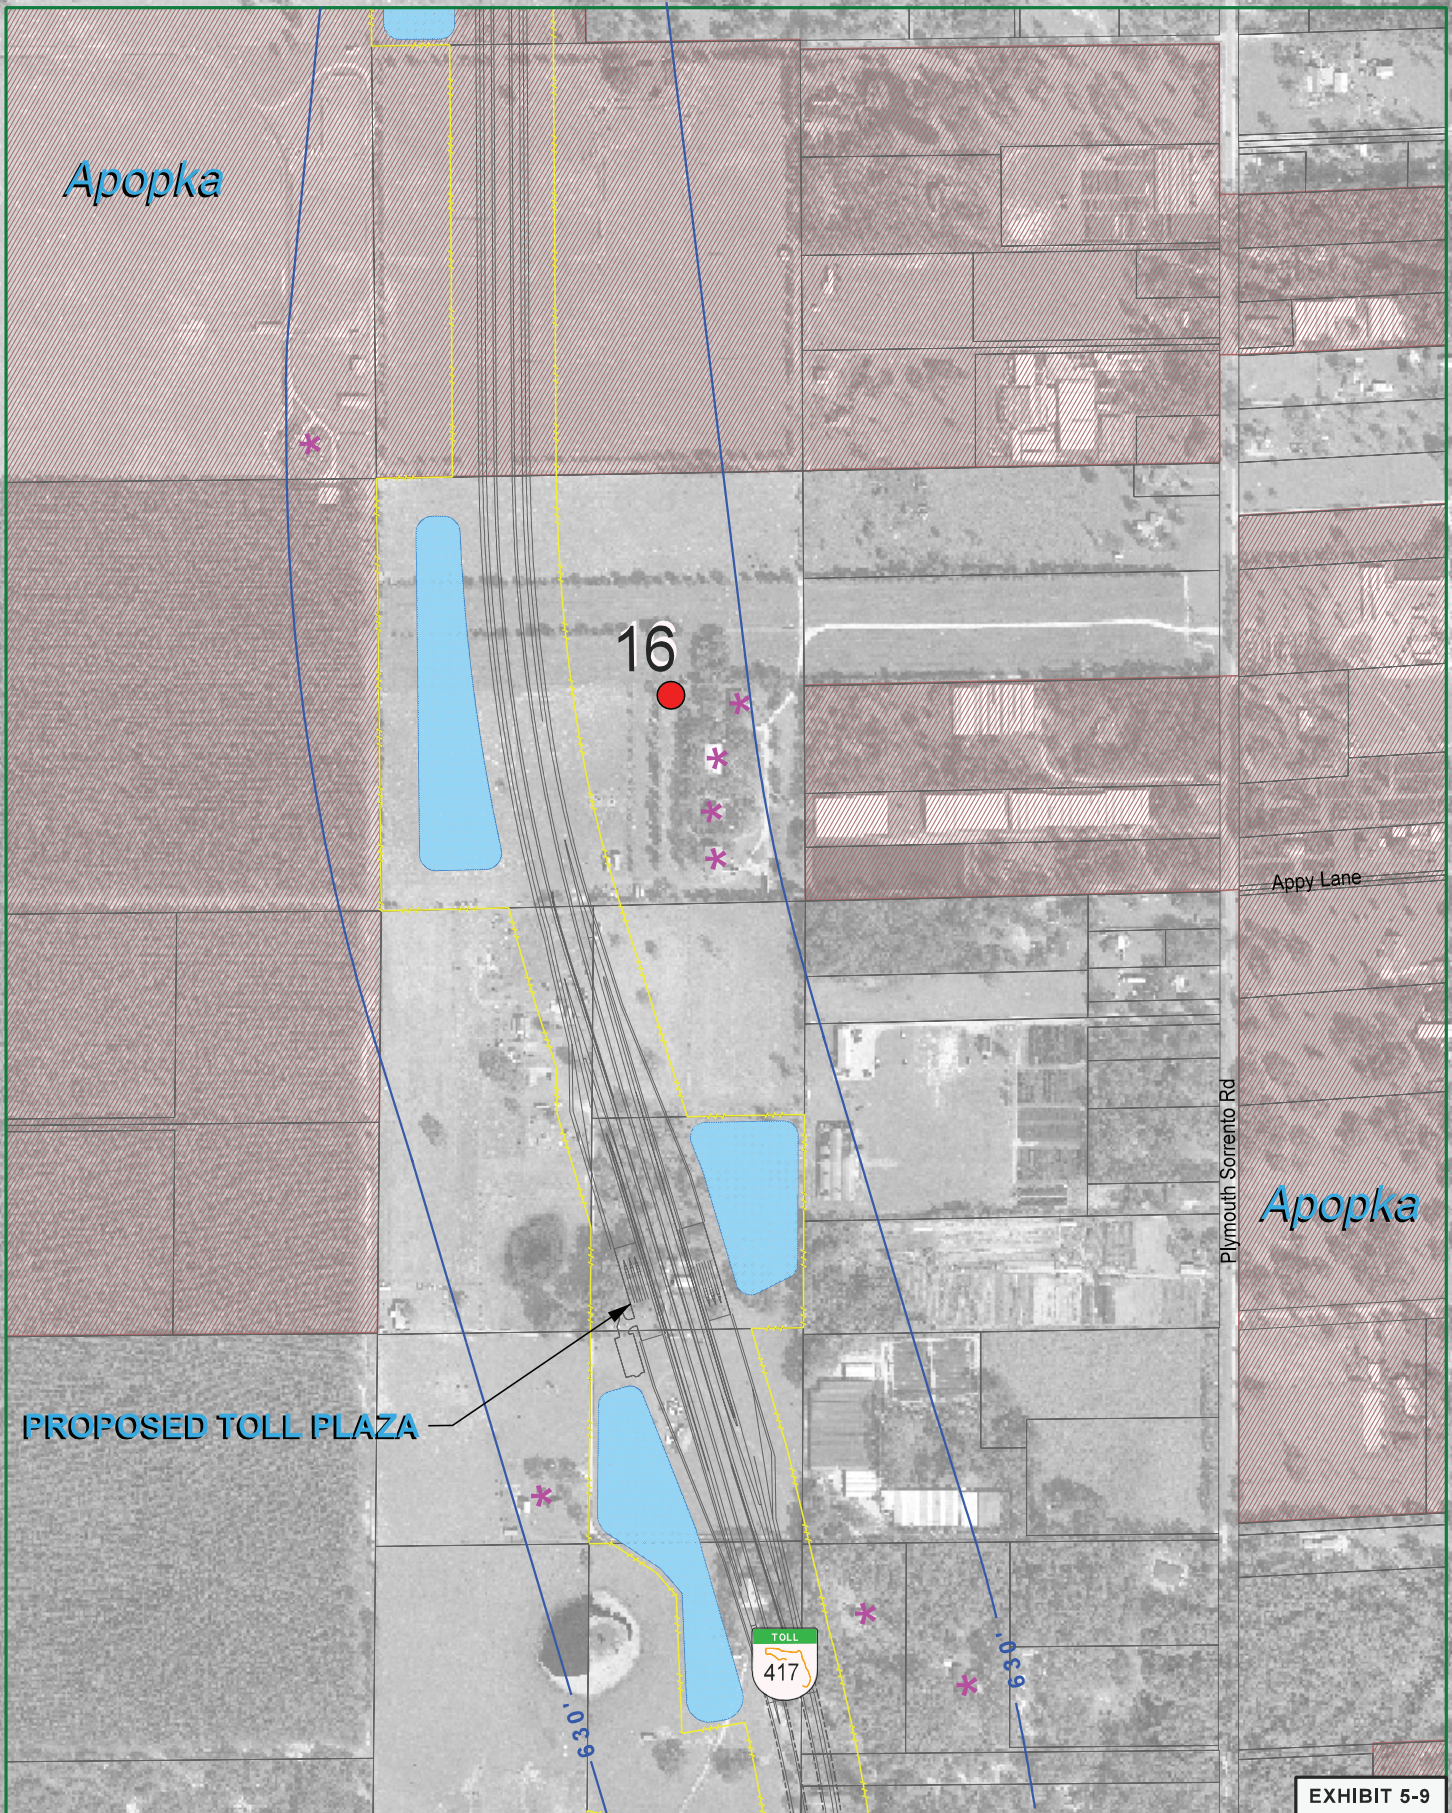 Apopka
16
Appy Lane
Plymouth Sorrento Rd
Apopka
PROPOSED TOLL PLAZA
TOLL
417
630'
630'
EXHIBIT 5-9